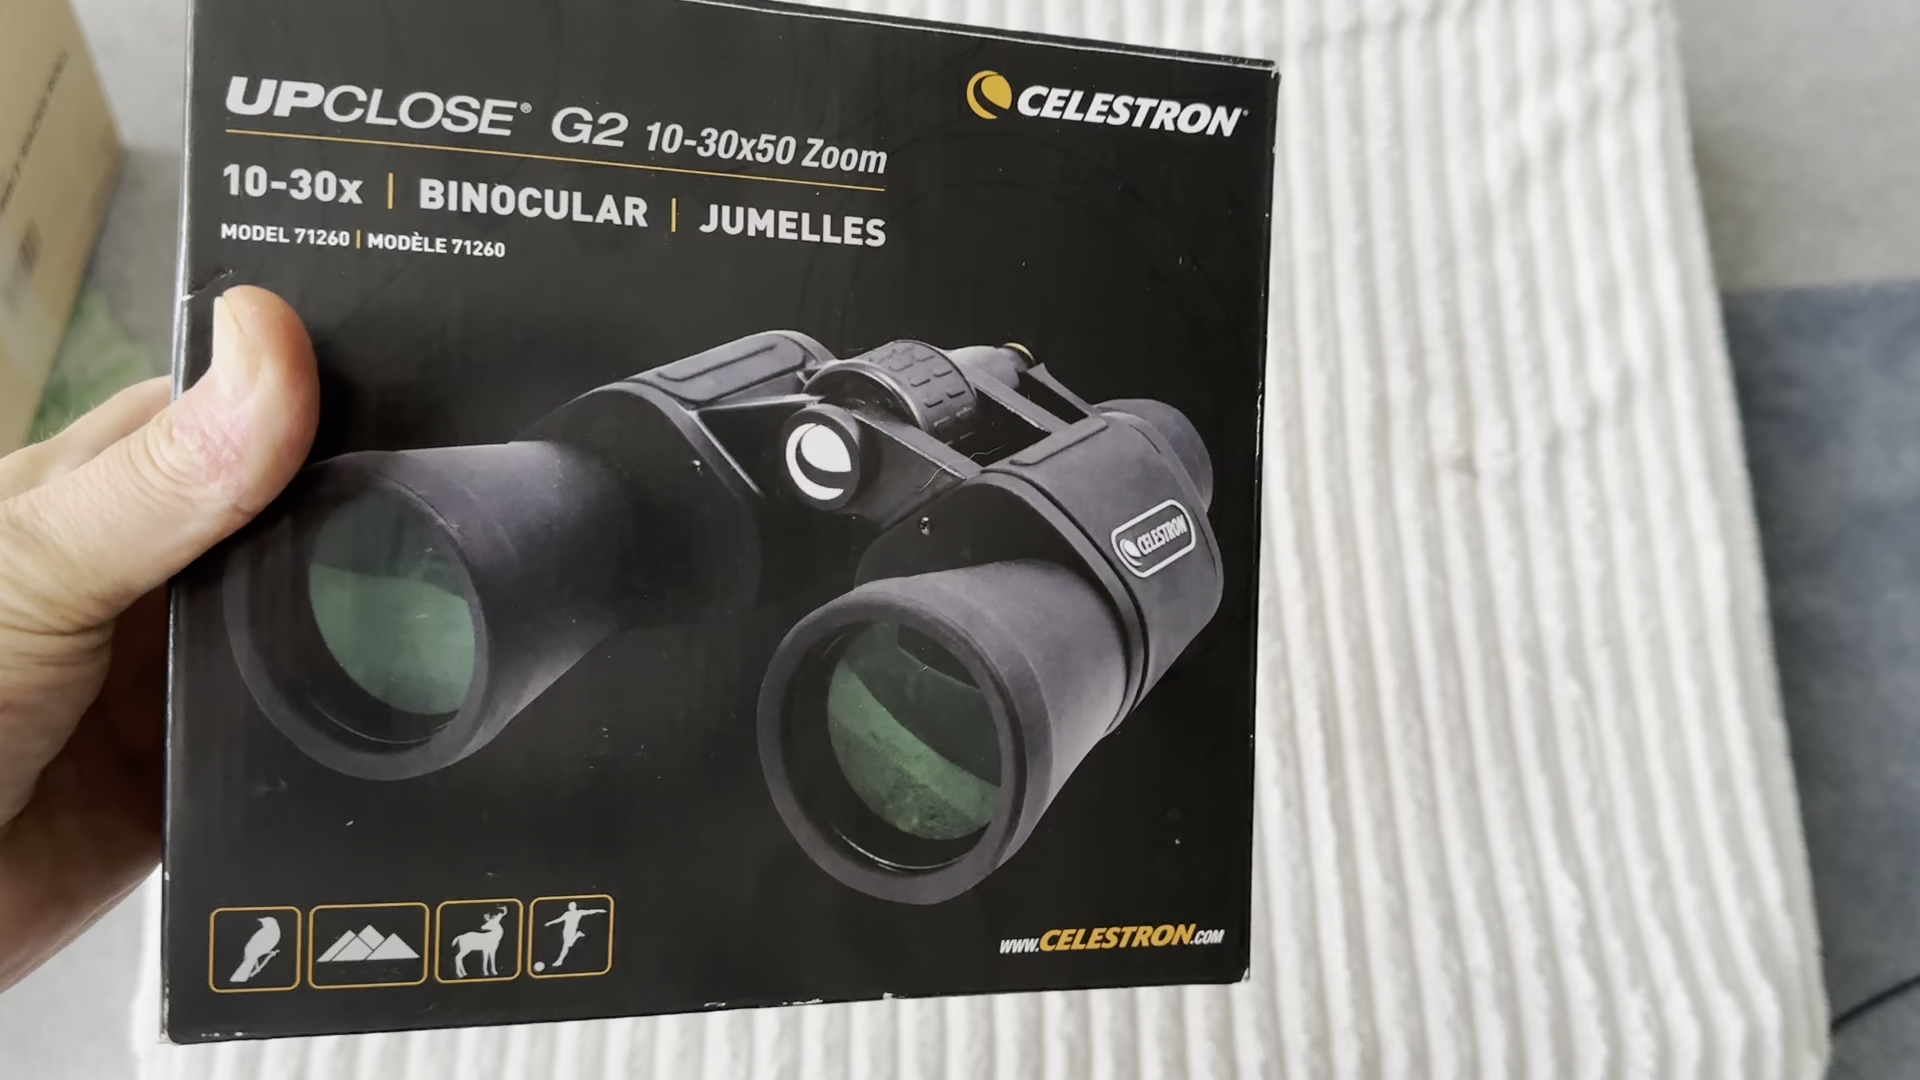 UPCLOSE® G2 10-30x50 Zoom
CELESTRON®
10-30x | BINOCULAR | JUMELLES
MODEL 71260 | MODÈLE 71260
CELESTRON
WWW.CELESTRON.COM